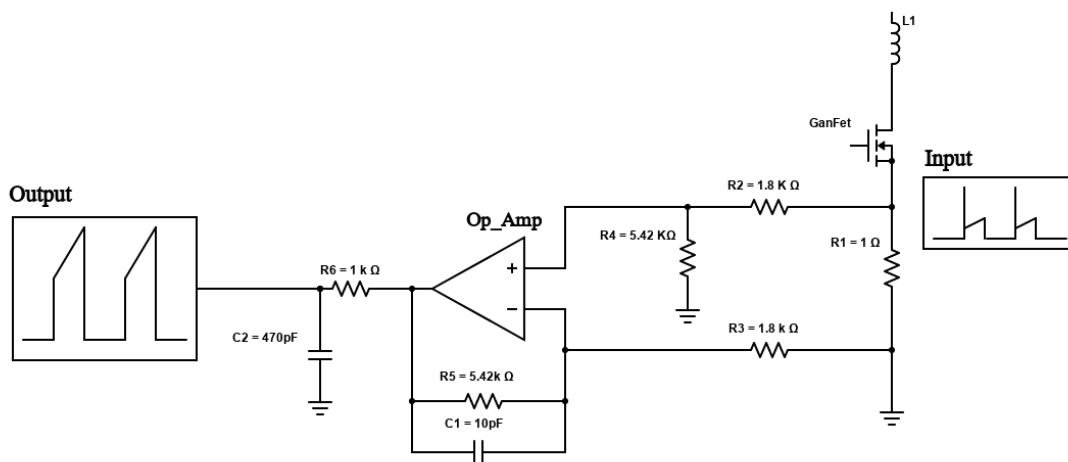 L1
GanFet
Input
R2 = 1.8 K Ω
Output
Op_Amp
R4 = 5.42 KΩ
R1 = 1 Ω
R6 = 1 k Ω
+
−
R3 = 1.8 k Ω
C2 = 470pF
R5 = 5.42k Ω
C1 = 10pF